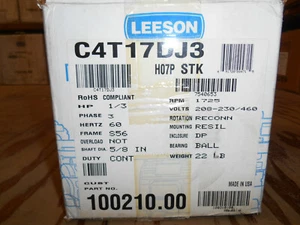 LEESON
C4T17DJ3
H07P STK
RoHS COMPLIANT
HP 1/3 RPM 1725
PHASE 3 VOLTS 208-230/460
HERTZ 60 ROTATION RECONN
FRAME S56 MOUNTING RESIL
OVERLOAD NOT ENCLOSURE DP
SHAFT DIA 5/8 IN BEARING BALL
DUTY CONT WEIGHT 22 LB
CUST
PART NO. 100210.00
MADE IN USA